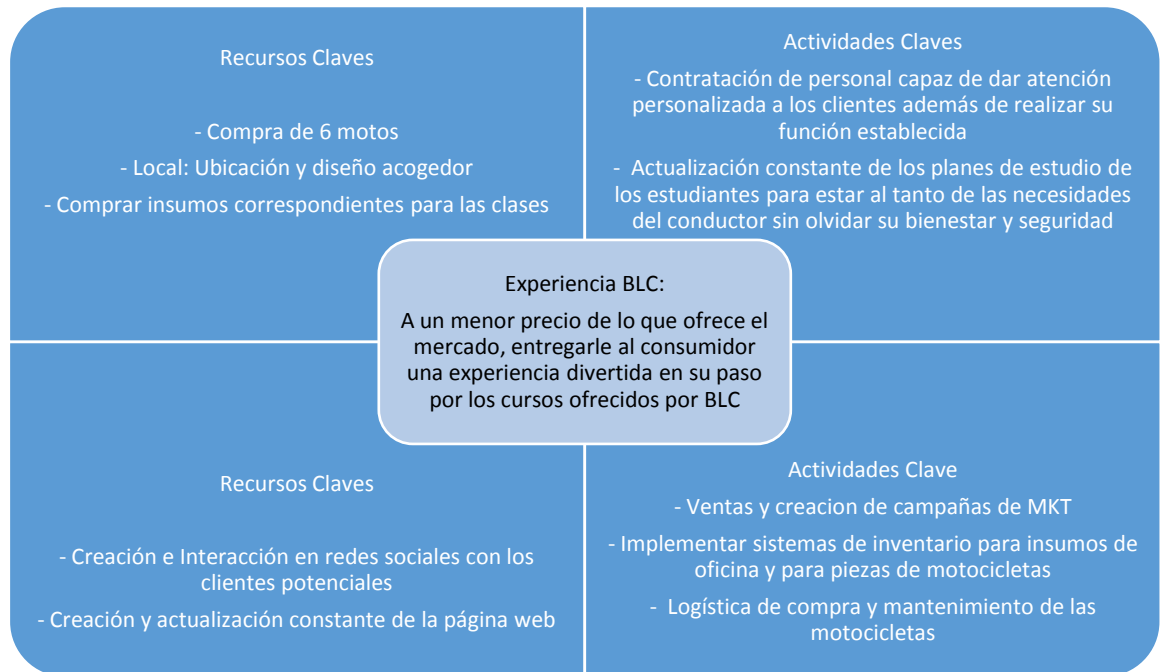 Recursos Claves
- Compra de 6 motos
- Local: Ubicación y diseño acogedor
- Comprar insumos correspondientes para las clases
Actividades Claves
- Contratación de personal capaz de dar atención
personalizada a los clientes además de realizar su
función establecida
- Actualización constante de los planes de estudio de
los estudiantes para estar al tanto de las necesidades
del conductor sin olvidar su bienestar y seguridad
Experiencia BLC:
A un menor precio de lo que ofrece el
mercado, entregarle al consumidor
una experiencia divertida en su paso
por los cursos ofrecidos por BLC
Recursos Claves
- Creación e Interacción en redes sociales con los
clientes potenciales
- Creación y actualización constante de la página web
Actividades Clave
- Ventas y creacion de campañas de MKT
- Implementar sistemas de inventario para insumos de
oficina y para piezas de motocicletas
- Logística de compra y mantenimiento de las
motocicletas